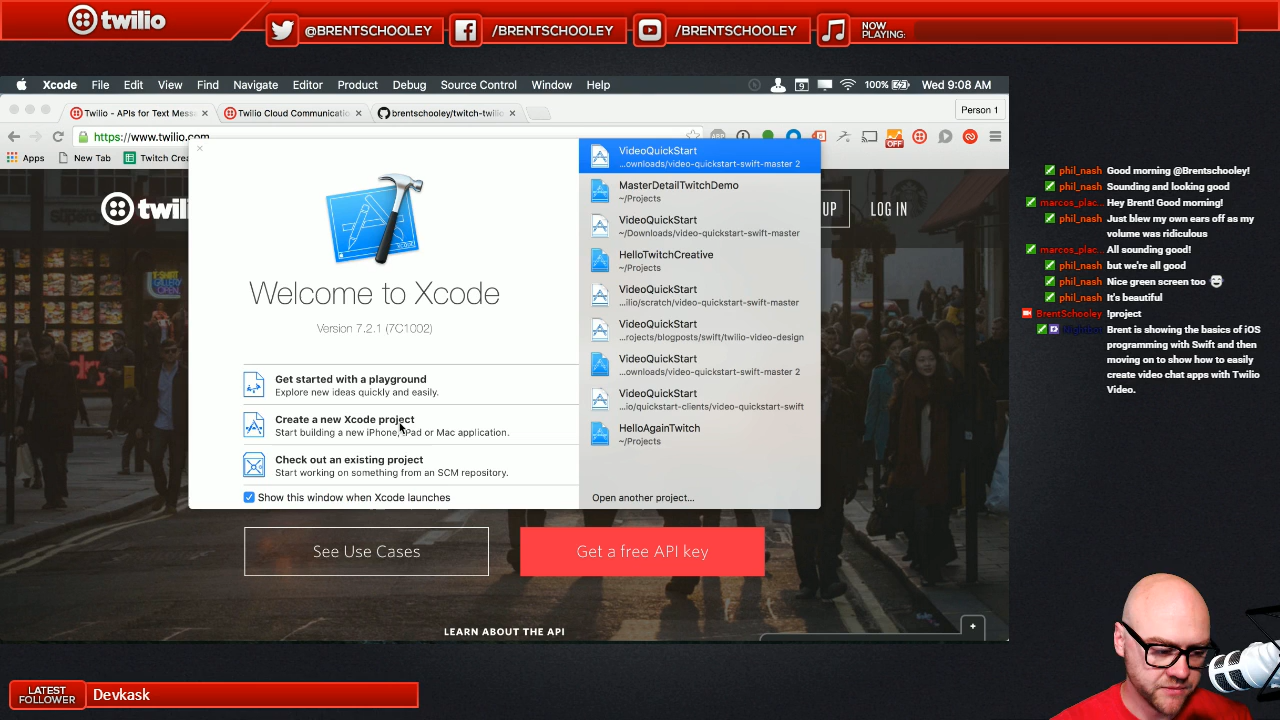 twilio
@BRENTSCHOOLEY
/BRENTSCHOOLEY
/BRENTSCHOOLEY
NOW
PLAYING:
Xcode File Edit View Find Navigate Editor Product Debug Source Control Window Help
9
100%
Wed 9:08 AM
Twilio - APIs for Text Mess
Twilio Cloud Communicatio
brentschooley/twitch-twilio
Person 1
https://www.twilio.com
OFF
Apps
New Tab
Twitch Crea
twil
UP
LOG IN
Welcome to Xcode
Version 7.2.1 (7C1002)
Get started with a playground
Explore new ideas quickly and easily.
Create a new Xcode project
Start building a new iPhone, iPad or Mac application.
Check out an existing project
Start working on something from an SCM repository.
Show this window when Xcode launches
VideoQuickStart
...ownloads/video-quickstart-swift-master 2
MasterDetailTwitchDemo
~/Projects
VideoQuickStart
~/Downloads/video-quickstart-swift-master
HelloTwitchCreative
~/Projects
VideoQuickStart
...ilio/scratch/video-quickstart-swift-master
VideoQuickStart
...rojects/blogposts/swift/twilio-video-design
VideoQuickStart
...ownloads/video-quickstart-swift-master 2
VideoQuickStart
...io/quickstart-clients/video-quickstart-swift
HelloAgainTwitch
~/Projects
Open another project...
See Use Cases
Get a free API key
LEARN ABOUT THE API
+
phil_nash Good morning @Brentschooley!
phil_nash Sounding and looking good
marcos_plac... Hey Brent! Good morning!
phil_nash Just blew my own ears off as my
volume was ridiculous
marcos_plac... All sounding good!
phil_nash but we're all good
phil_nash Nice green screen too
phil_nash It's beautiful
BrentSchooley !project
Brent is showing the basics of iOS
programming with Swift and then
moving on to show how to easily
create video chat apps with Twilio
Video.
LATEST
FOLLOWER
Devkask